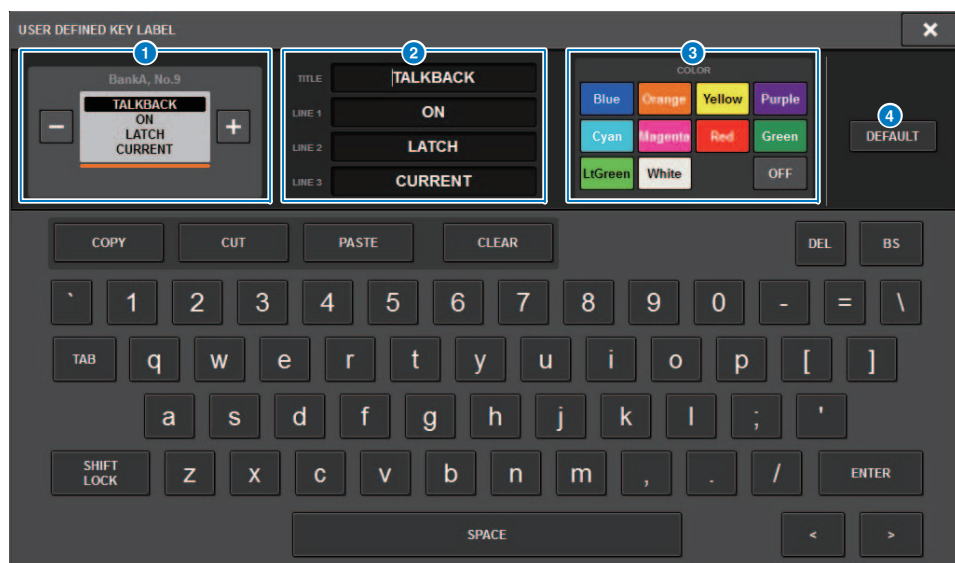 USER DEFINED KEY LABEL ×
1 2 3 4
BankA, No.9
TALKBACK
ON
LATCH
CURRENT
− +
TITLE TALKBACK
LINE 1 ON
LINE 2 LATCH
LINE 3 CURRENT
COLOR
Blue Orange Yellow Purple
Cyan Magenta Red Green
LtGreen White OFF
DEFAULT
COPY CUT PASTE CLEAR DEL BS
` 1 2 3 4 5 6 7 8 9 0 - = \
TAB q w e r t y u i o p [ ]
a s d f g h j k l ; '
SHIFT LOCK z x c v b n m , . / ENTER
SPACE < >